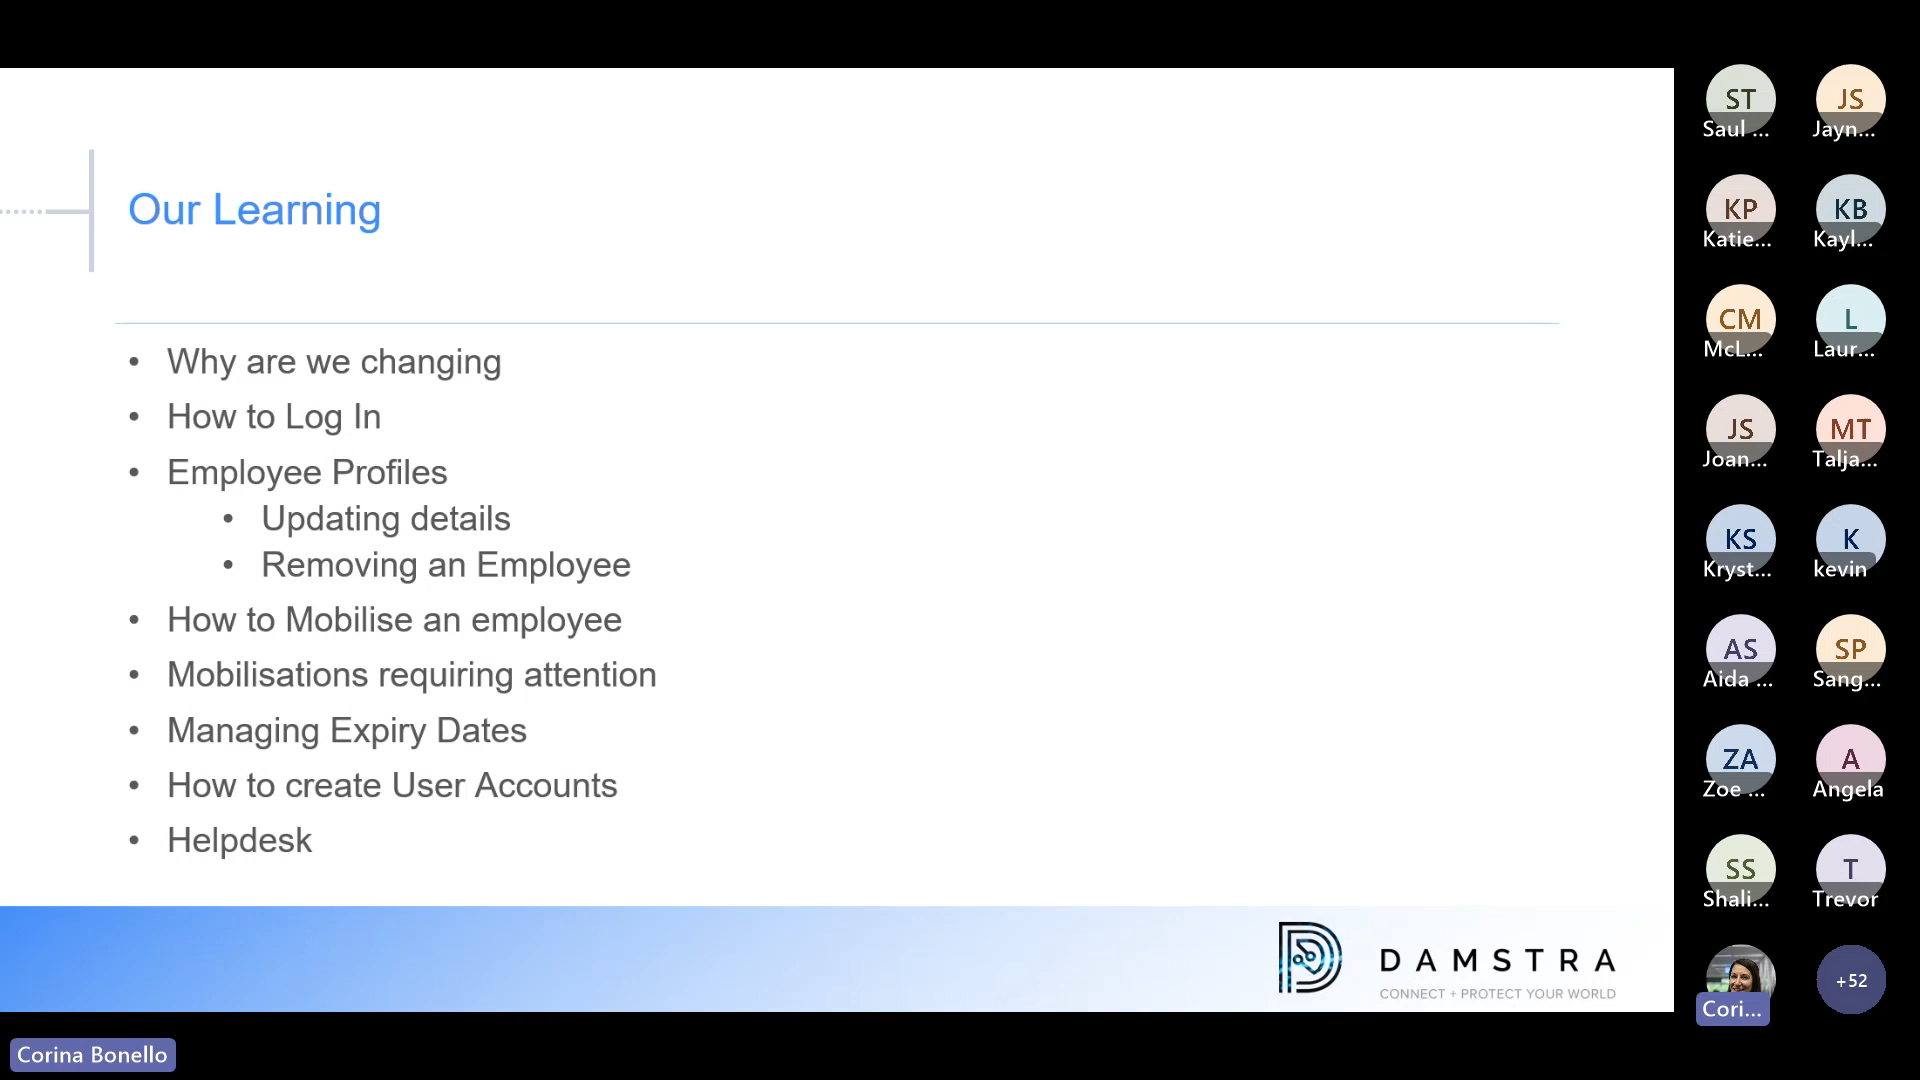 Our Learning
• Why are we changing
• How to Log In
• Employee Profiles
• Updating details
• Removing an Employee
• How to Mobilise an employee
• Mobilisations requiring attention
• Managing Expiry Dates
• How to create User Accounts
• Helpdesk
DAMSTRA
CONNECT + PROTECT YOUR WORLD
Corina Bonello
ST
Saul ...
JS
Jayn...
KP
Katie...
KB
Kayl...
CM
McL...
L
Laur...
JS
Joan...
MT
Talja...
KS
Kryst...
K
kevin
AS
Aida ...
SP
Sang...
ZA
Zoe ...
A
Angela
SS
Shali...
T
Trevor
Cori...
+52